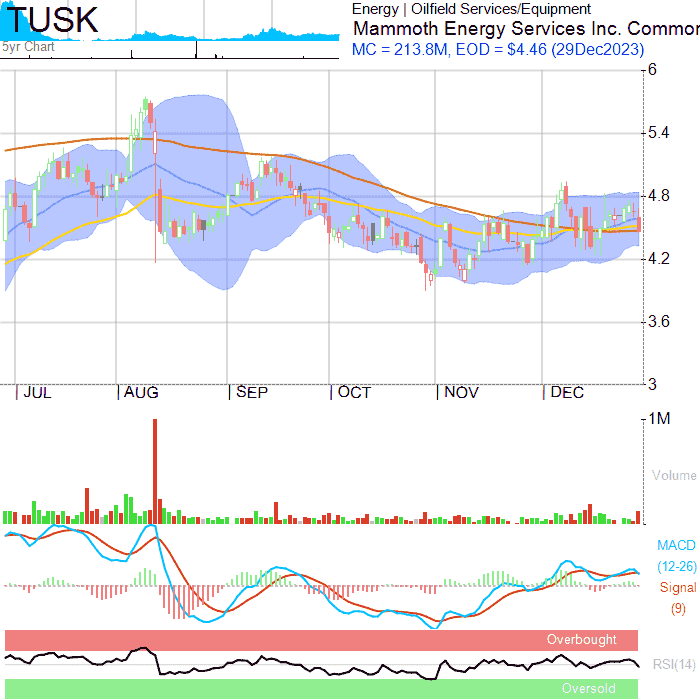 TUSK
5yr Chart
Energy | Oilfield Services/Equipment
Mammoth Energy Services Inc. Common
MC = 213.8M, EOD = $4.46 (29Dec2023)
6
5.4
4.8
4.2
3.6
3
JUL AUG SEP OCT NOV DEC
1M
Volume
MACD
(12-26)
Signal
(9)
Overbought
RSI(14)
Oversold